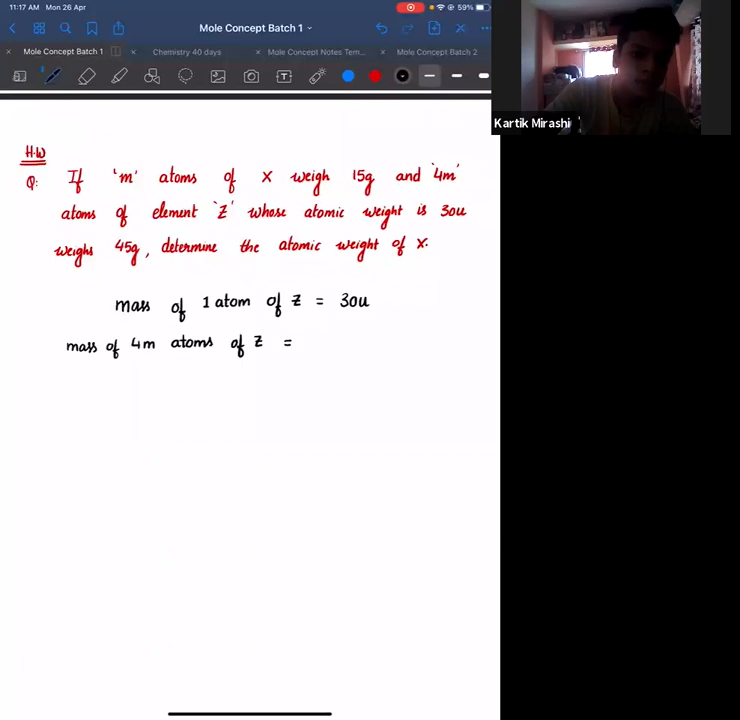 11:17 AM Mon 26 Apr
59%
Mole Concept Batch 1
Mole Concept Batch 1
Chemistry 40 days
Mole Concept Notes Tem...
Mole Concept Batch 2
Kartik Mirashi
H.W
Q: If 'm' atoms of X weigh 15g and '4m'
atoms of element 'Z' whose atomic weight is 30u
weighs 45g, determine the atomic weight of X.
mass of 1 atom of Z = 30u
mass of 4m atoms of Z =